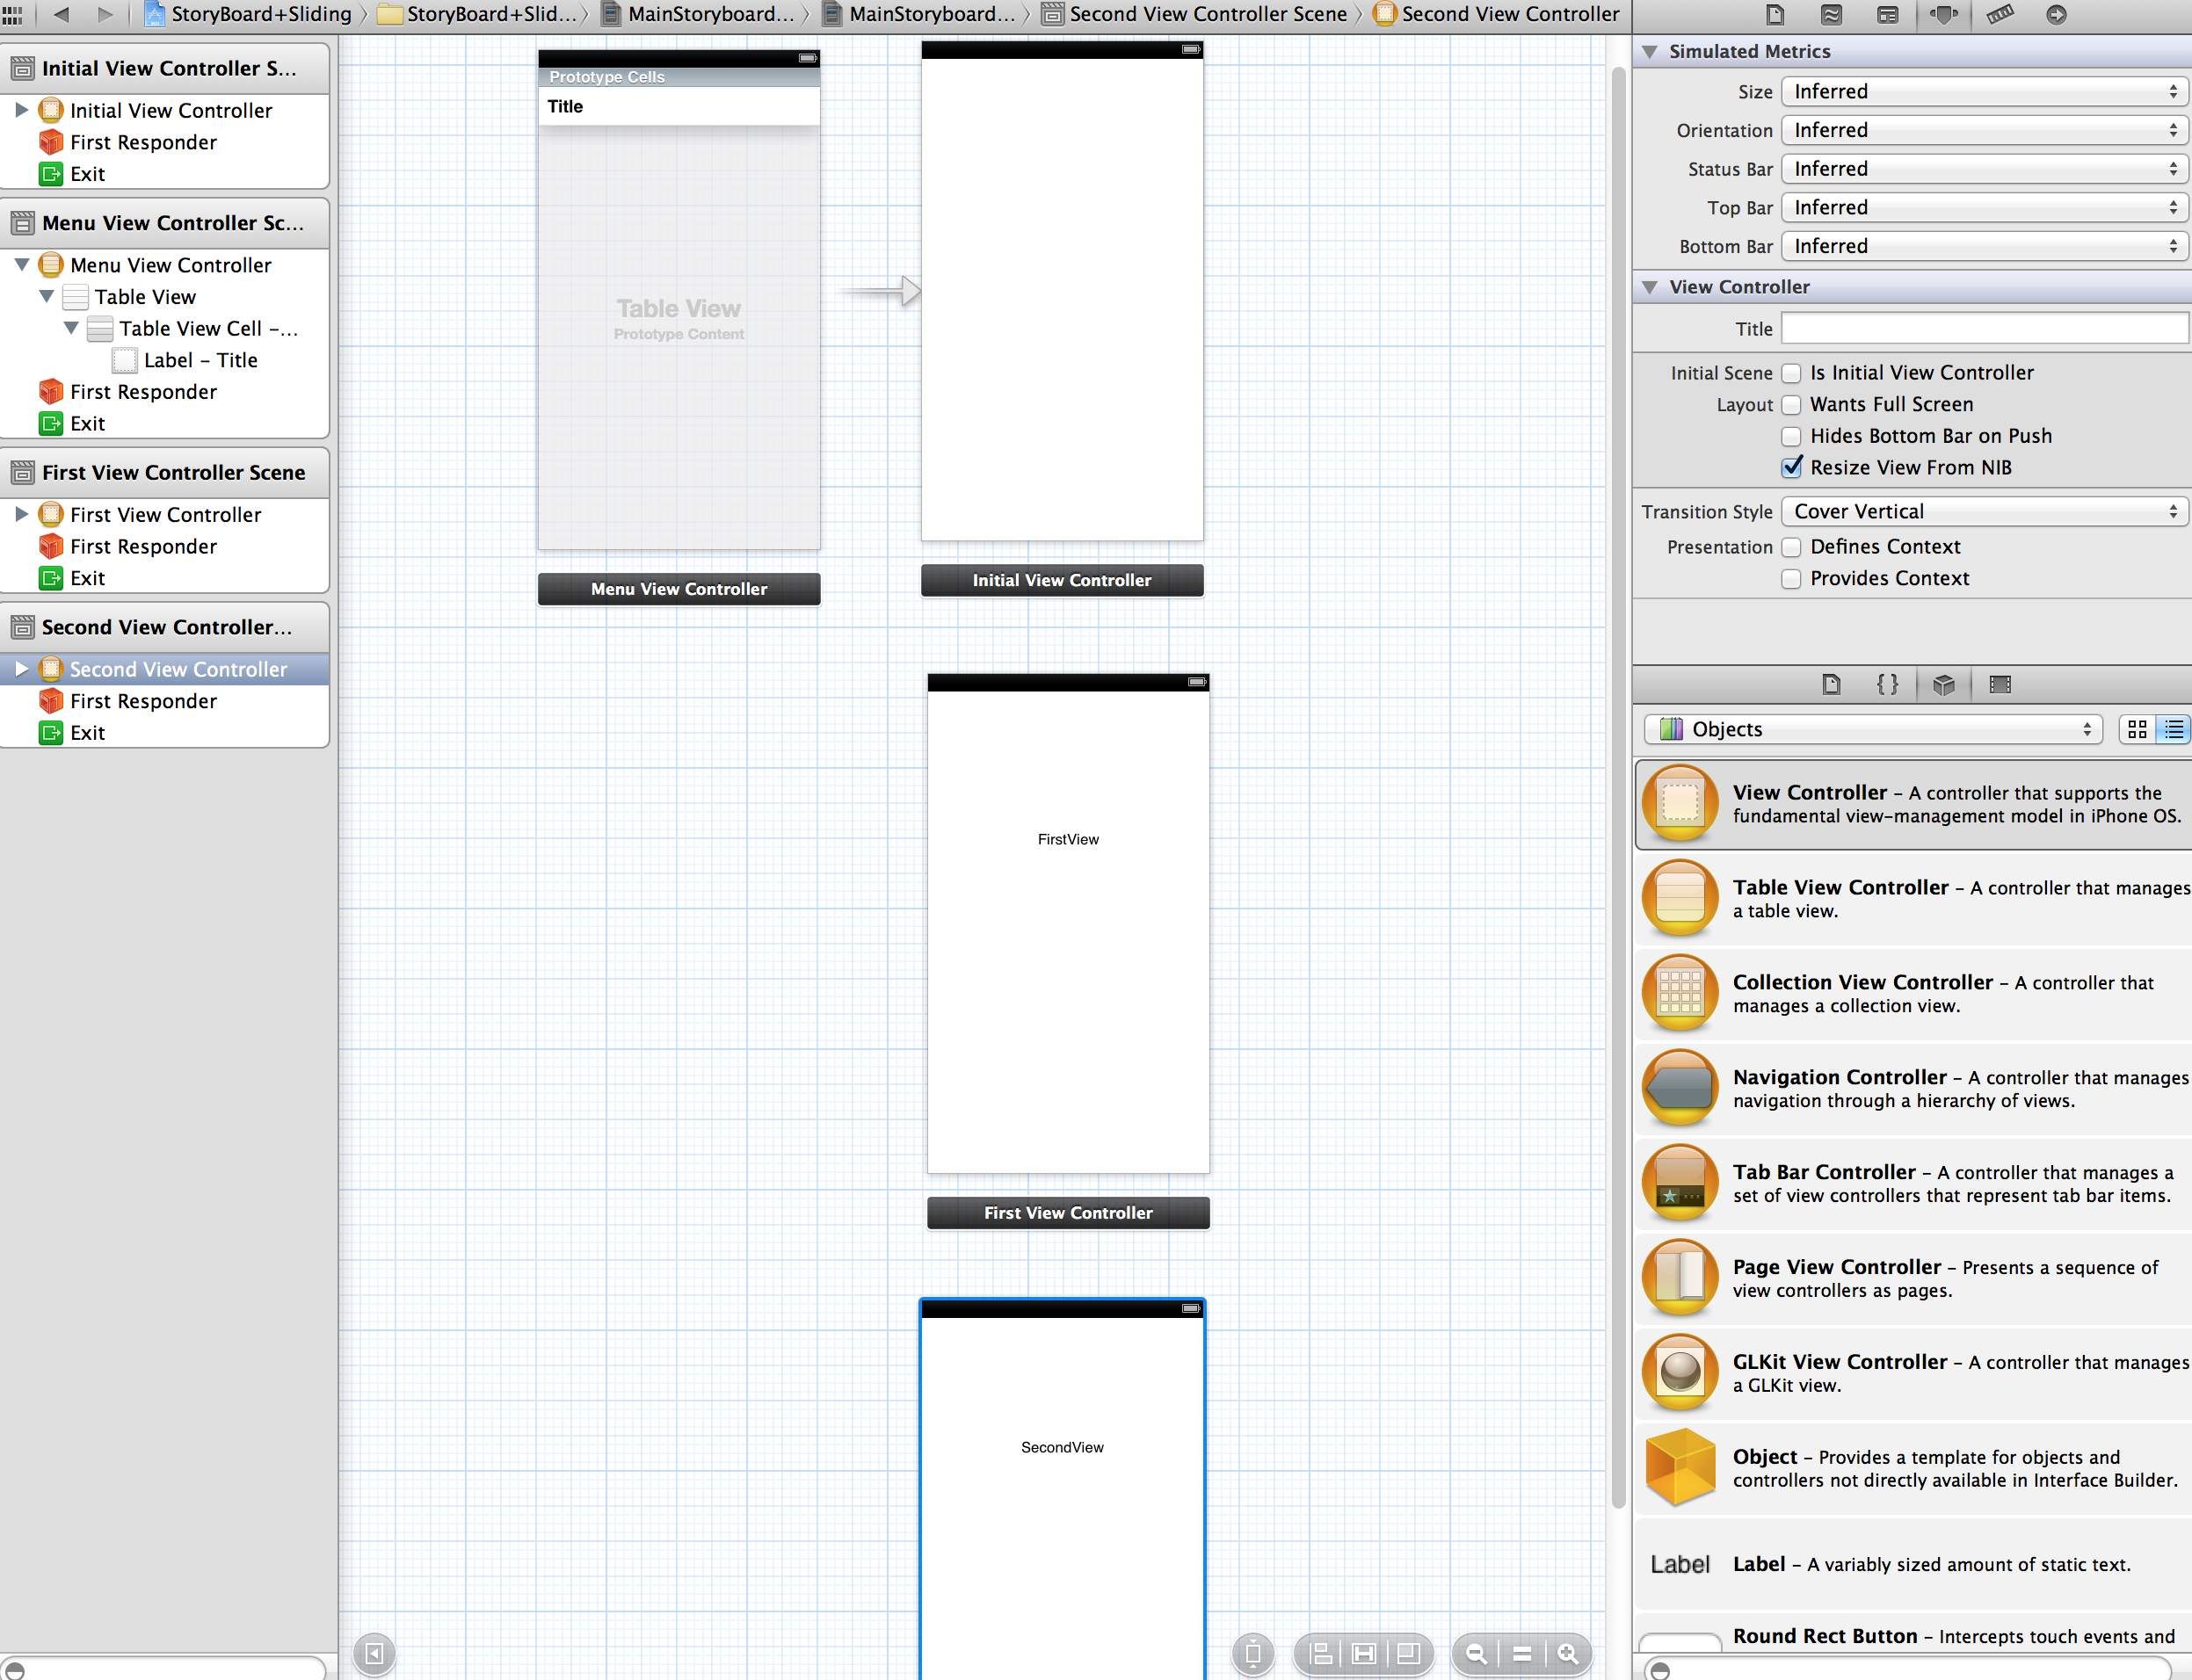 StoryBoard+Sliding
StoryBoard+Slid...
MainStoryboard...
MainStoryboard...
Second View Controller Scene
Second View Controller
Initial View Controller S...
Initial View Controller
First Responder
Exit
Menu View Controller Sc...
Menu View Controller
Table View
Table View Cell –...
Label – Title
First Responder
Exit
First View Controller Scene
First View Controller
First Responder
Exit
Second View Controller...
Second View Controller
First Responder
Exit
Prototype Cells
Title
Table View
Prototype Content
Menu View Controller
Initial View Controller
FirstView
First View Controller
SecondView
Simulated Metrics
Size Inferred
Orientation Inferred
Status Bar Inferred
Top Bar Inferred
Bottom Bar Inferred
View Controller
Title
Initial Scene Is Initial View Controller
Layout Wants Full Screen
Hides Bottom Bar on Push
Resize View From NIB
Transition Style Cover Vertical
Presentation Defines Context
Provides Context
{ }
Objects
View Controller – A controller that supports the
fundamental view-management model in iPhone OS.
Table View Controller – A controller that manages
a table view.
Collection View Controller – A controller that
manages a collection view.
Navigation Controller – A controller that manages
navigation through a hierarchy of views.
Tab Bar Controller – A controller that manages a
set of view controllers that represent tab bar items.
Page View Controller – Presents a sequence of
view controllers as pages.
GLKit View Controller – A controller that manages
a GLKit view.
Object – Provides a template for objects and
controllers not directly available in Interface Builder.
Label
Label – A variably sized amount of static text.
Round Rect Button – Intercepts touch events and